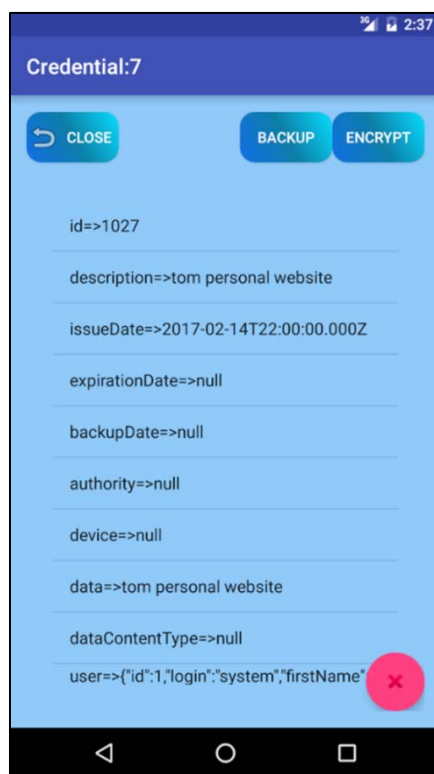 3G 2:37
Credential:7
CLOSE BACKUP ENCRYPT
id=>1027
description=>tom personal website
issueDate=>2017-02-14T22:00:00.000Z
expirationDate=>null
backupDate=>null
authority=>null
device=>null
data=>tom personal website
dataContentType=>null
user=>{"id":1,"login":"system","firstName":